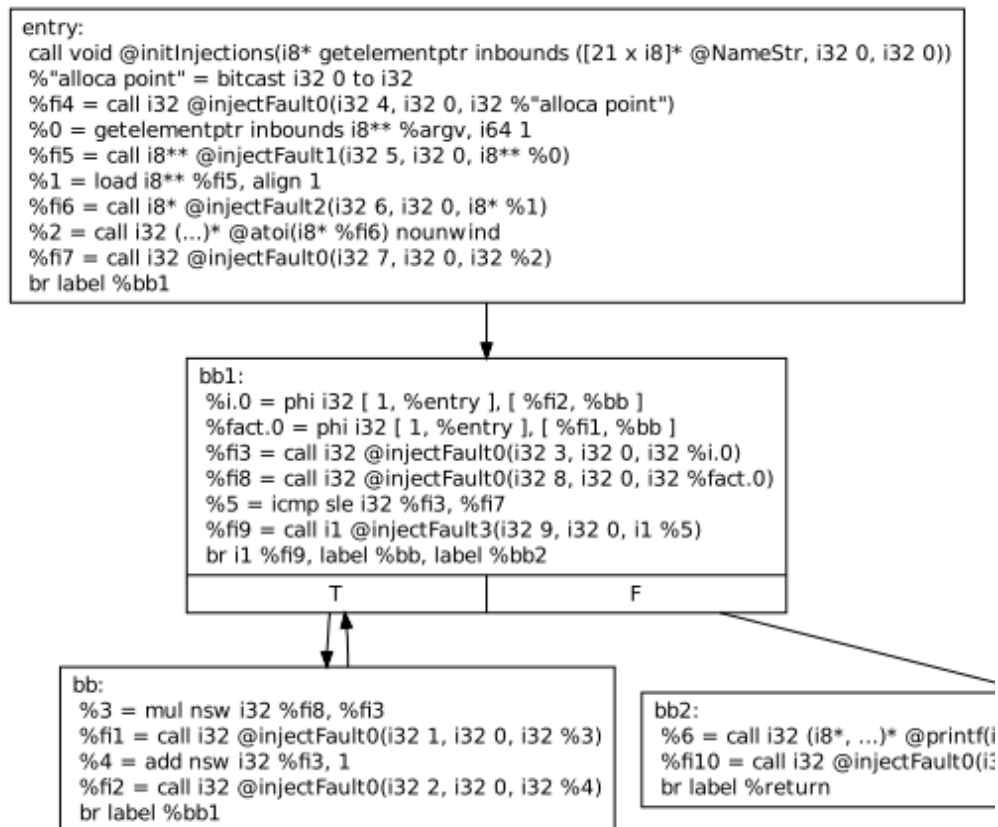 entry:
call void @initInjections(i8* getelementptr inbounds ([21 x i8]* @NameStr, i32 0, i32 0))
%"alloca point" = bitcast i32 0 to i32
%fi4 = call i32 @injectFault0(i32 4, i32 0, i32 %"alloca point")
%0 = getelementptr inbounds i8** %argv, i64 1
%fi5 = call i8** @injectFault1(i32 5, i32 0, i8** %0)
%1 = load i8** %fi5, align 1
%fi6 = call i8* @injectFault2(i32 6, i32 0, i8* %1)
%2 = call i32 (...)* @atoi(i8* %fi6) nounwind
%fi7 = call i32 @injectFault0(i32 7, i32 0, i32 %2)
br label %bb1
bb1:
%i.0 = phi i32 [ 1, %entry ], [ %fi2, %bb ]
%fact.0 = phi i32 [ 1, %entry ], [ %fi1, %bb ]
%fi3 = call i32 @injectFault0(i32 3, i32 0, i32 %i.0)
%fi8 = call i32 @injectFault0(i32 8, i32 0, i32 %fact.0)
%5 = icmp sle i32 %fi3, %fi7
%fi9 = call i1 @injectFault3(i32 9, i32 0, i1 %5)
br i1 %fi9, label %bb, label %bb2
T
F
bb:
%3 = mul nsw i32 %fi8, %fi3
%fi1 = call i32 @injectFault0(i32 1, i32 0, i32 %3)
%4 = add nsw i32 %fi3, 1
%fi2 = call i32 @injectFault0(i32 2, i32 0, i32 %4)
br label %bb1
bb2:
%6 = call i32 (i8*, ...)* @printf(i
%fi10 = call i32 @injectFault0(i3
br label %return